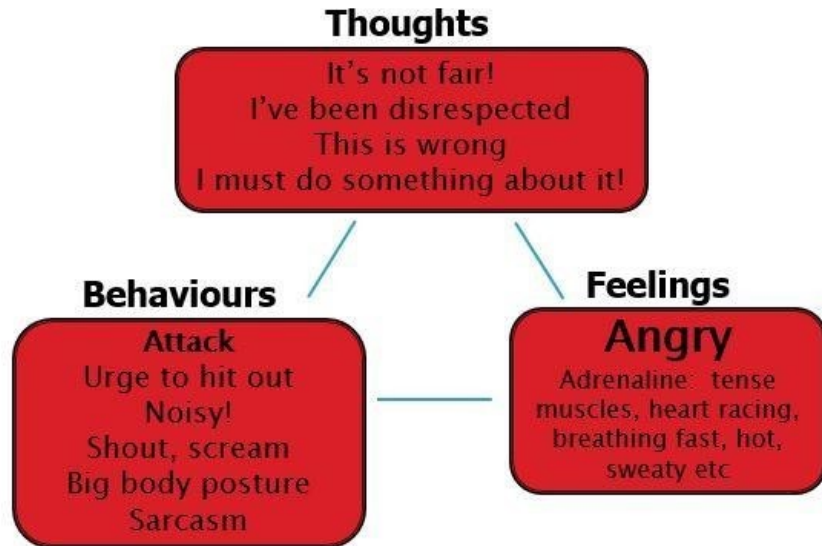 Thoughts
It's not fair!
I've been disrespected
This is wrong
I must do something about it!
Behaviours
Attack
Urge to hit out
Noisy!
Shout, scream
Big body posture
Sarcasm
Feelings
Angry
Adrenaline: tense
muscles, heart racing,
breathing fast, hot,
sweaty etc